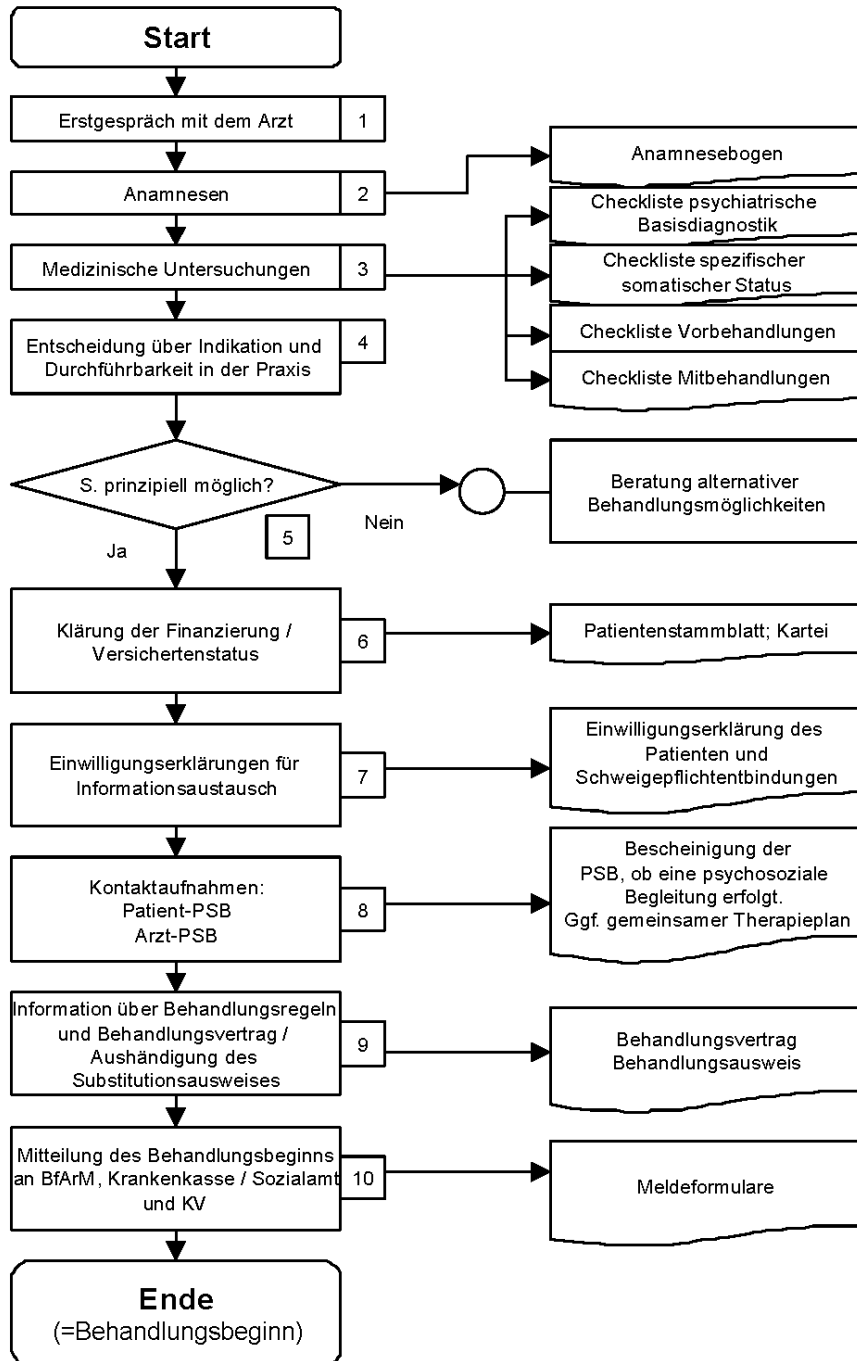 Start
Erstgespräch mit dem Arzt
1
Anamnesen
2
Anamnesebogen
Medizinische Untersuchungen
3
Checkliste psychiatrische
Basisdiagnostik
Checkliste spezifischer
somatischer Status
Checkliste Vorbehandlungen
Checkliste Mitbehandlungen
Entscheidung über Indikation und
Durchführbarkeit in der Praxis
4
S. prinzipiell möglich?
5
Nein
Ja
Beratung alternativer
Behandlungsmöglichkeiten
Klärung der Finanzierung /
Versichertenstatus
6
Patientenstammblatt; Kartei
Einwilligungserklärungen für
Informationsaustausch
7
Einwilligungserklärung des
Patienten und
Schweigepflichtentbindungen
Kontaktaufnahmen:
Patient-PSB
Arzt-PSB
8
Bescheinigung der
PSB, ob eine psychosoziale
Begleitung erfolgt.
Ggf. gemeinsamer Therapieplan
Information über Behandlungsregeln
und Behandlungsvertrag /
Aushändigung des
Substitutionsausweises
9
Behandlungsvertrag
Behandlungsausweis
Mitteilung des Behandlungsbeginns
an BfArM, Krankenkasse / Sozialamt
und KV
10
Meldeformulare
Ende
(=Behandlungsbeginn)